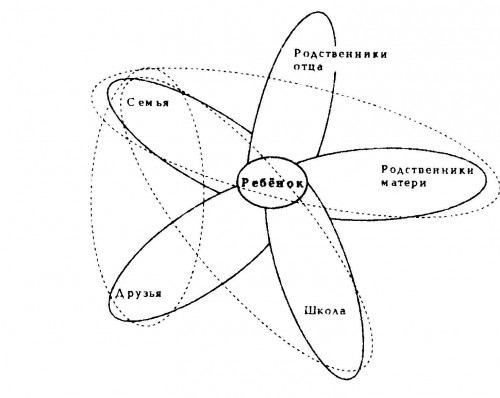 Родственники
отца
Семья
Ребёнок
Родственники
матери
Друзья
Школа